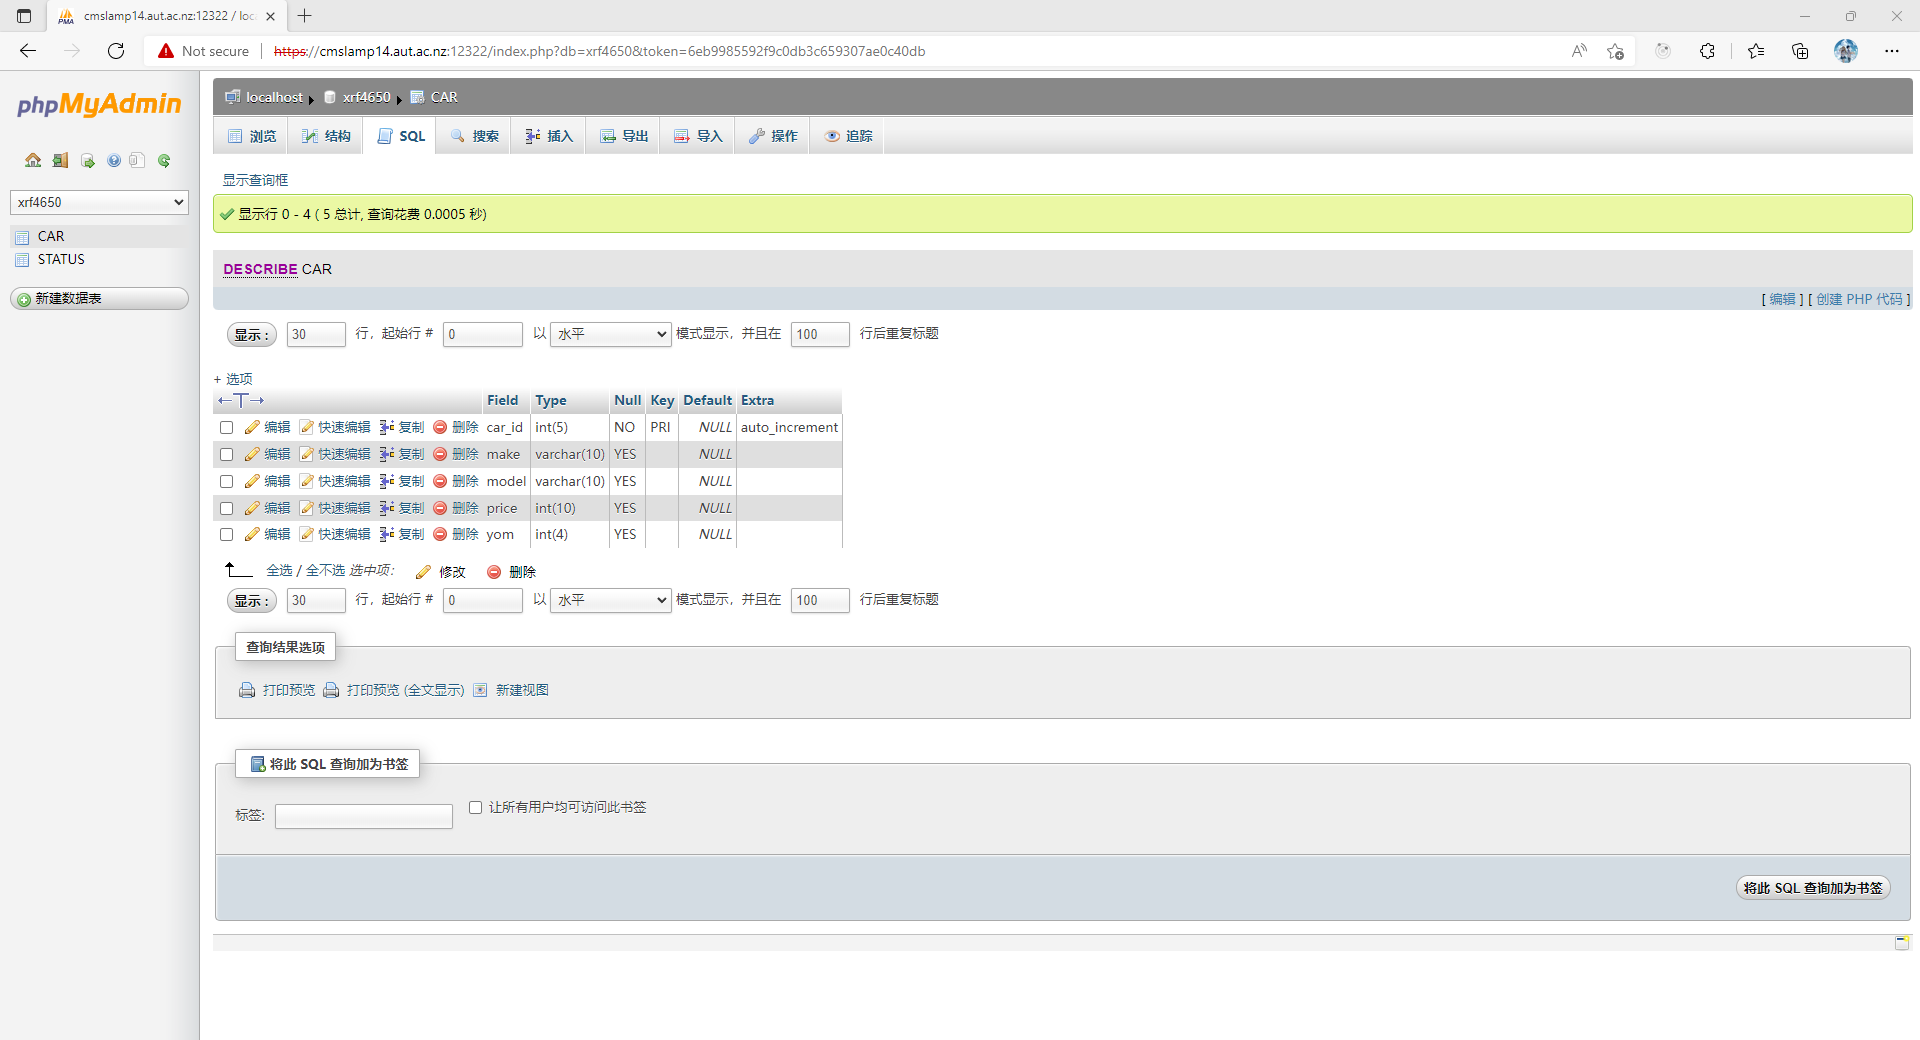 cmslamp14.aut.ac.nz:12322 / loc
Not secure https://cmslamp14.aut.ac.nz:12322/index.php?db=xrf4650&token=6eb9985592f9c0db3c659307ae0c40db
phpMyAdmin
xrf4650
CAR
STATUS
新建数据表
localhost xrf4650 CAR
浏览 结构 SQL 搜索 插入 导出 导入 操作 追踪
显示查询框
显示行 0 - 4 ( 5 总计, 查询花费 0.0005 秒)
DESCRIBE CAR
[ 编辑 ] [ 创建 PHP 代码 ]
显示 : 30 行，起始行 # 0 以 水平 模式显示，并且在 100 行后重复标题
+ 选项
←T→ Field Type Null Key Default Extra
编辑 快速编辑 复制 删除 car_id int(5) NO PRI NULL auto_increment
编辑 快速编辑 复制 删除 make varchar(10) YES NULL
编辑 快速编辑 复制 删除 model varchar(10) YES NULL
编辑 快速编辑 复制 删除 price int(10) YES NULL
编辑 快速编辑 复制 删除 yom int(4) YES NULL
全选 / 全不选 选中项: 修改 删除
显示 : 30 行，起始行 # 0 以 水平 模式显示，并且在 100 行后重复标题
查询结果选项
打印预览 打印预览 (全文显示) 新建视图
将此 SQL 查询加为书签
标签: 让所有用户均可访问此书签
将此 SQL 查询加为书签